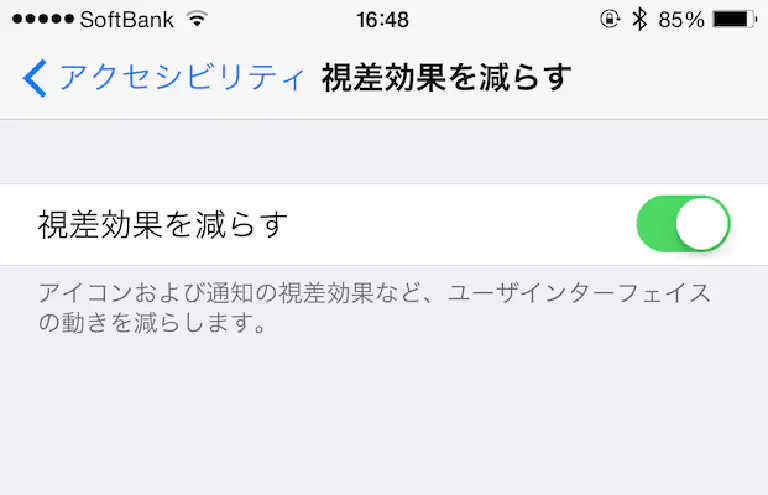 SoftBank 16:48 85%
アクセシビリティ 視差効果を減らす
視差効果を減らす
アイコンおよび通知の視差効果など、ユーザインターフェイス
の動きを減らします。